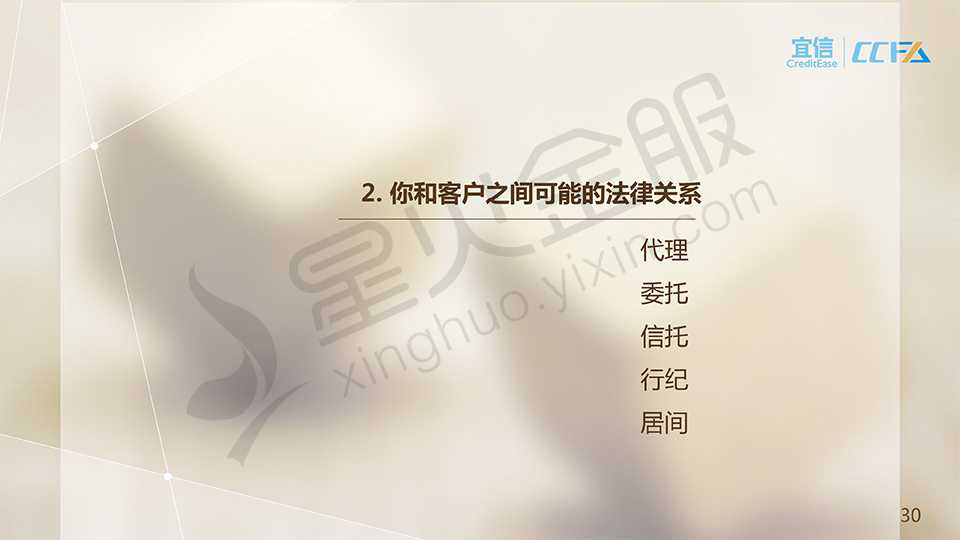 宜信
CreditEase
CCFA
星火金服
xinghuo.yixin.com
2. 你和客户之间可能的法律关系
代理
委托
信托
行纪
居间
30